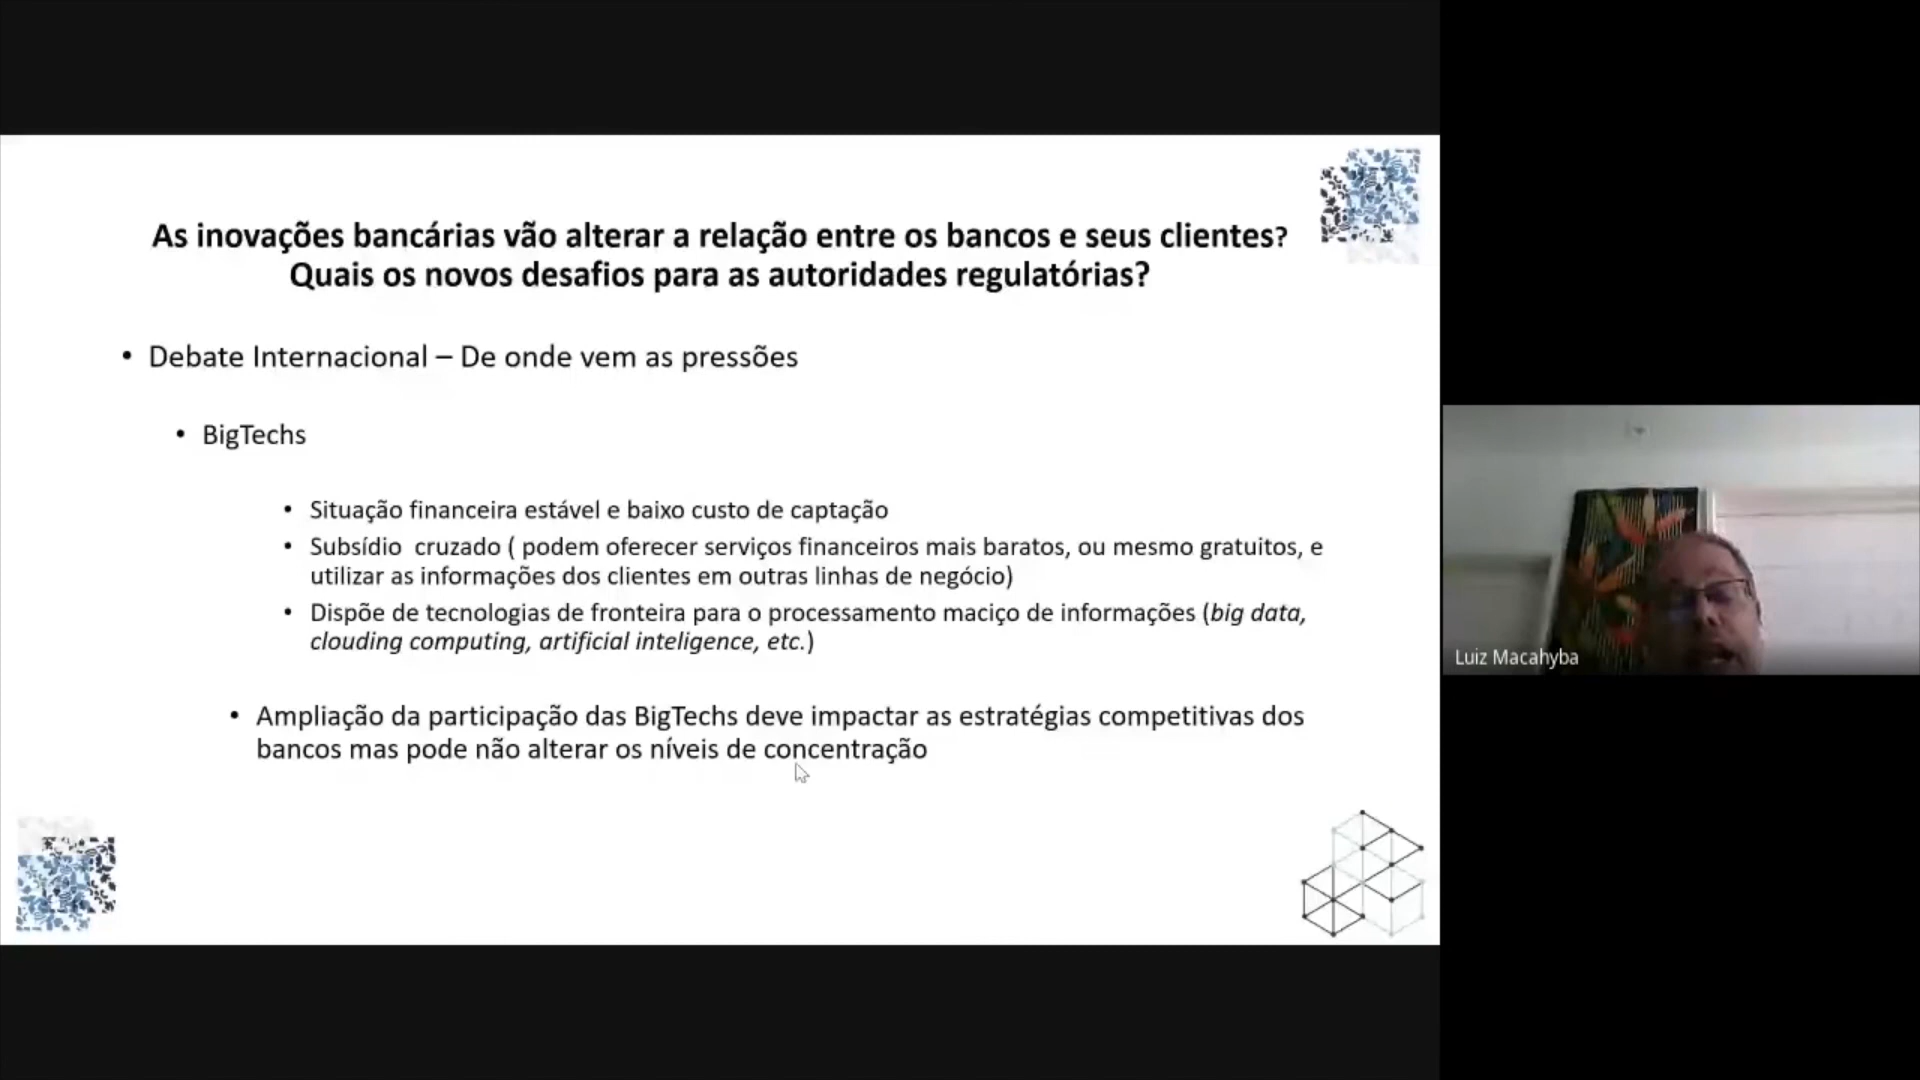 As inovações bancárias vão alterar a relação entre os bancos e seus clientes?
Quais os novos desafios para as autoridades regulatórias?
• Debate Internacional – De onde vem as pressões
• BigTechs
• Situação financeira estável e baixo custo de captação
• Subsídio cruzado ( podem oferecer serviços financeiros mais baratos, ou mesmo gratuitos, e
utilizar as informações dos clientes em outras linhas de negócio)
• Dispõe de tecnologias de fronteira para o processamento maciço de informações (big data,
clouding computing, artificial inteligence, etc.)
• Ampliação da participação das BigTechs deve impactar as estratégias competitivas dos
bancos mas pode não alterar os níveis de concentração
Luiz Macahyba